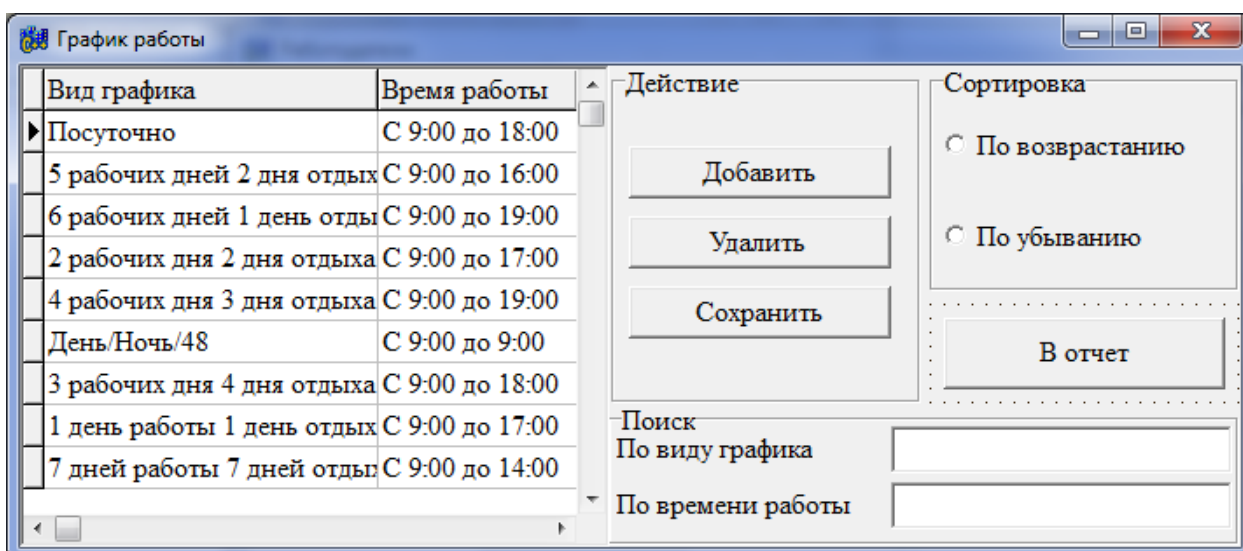 График работы
Вид графика Время работы
Посуточно С 9:00 до 18:00
5 рабочих дней 2 дня отдых С 9:00 до 16:00
6 рабочих дней 1 день отды С 9:00 до 19:00
2 рабочих дня 2 дня отдыха С 9:00 до 17:00
4 рабочих дня 3 дня отдыха С 9:00 до 19:00
День/Ночь/48 С 9:00 до 9:00
3 рабочих дня 4 дня отдыха С 9:00 до 18:00
1 день работы 1 день отдых С 9:00 до 17:00
7 дней работы 7 дней отды С 9:00 до 14:00
Действие
Добавить
Удалить
Сохранить
Сортировка
По возврастанию
По убыванию
В отчет
Поиск
По виду графика
По времени работы